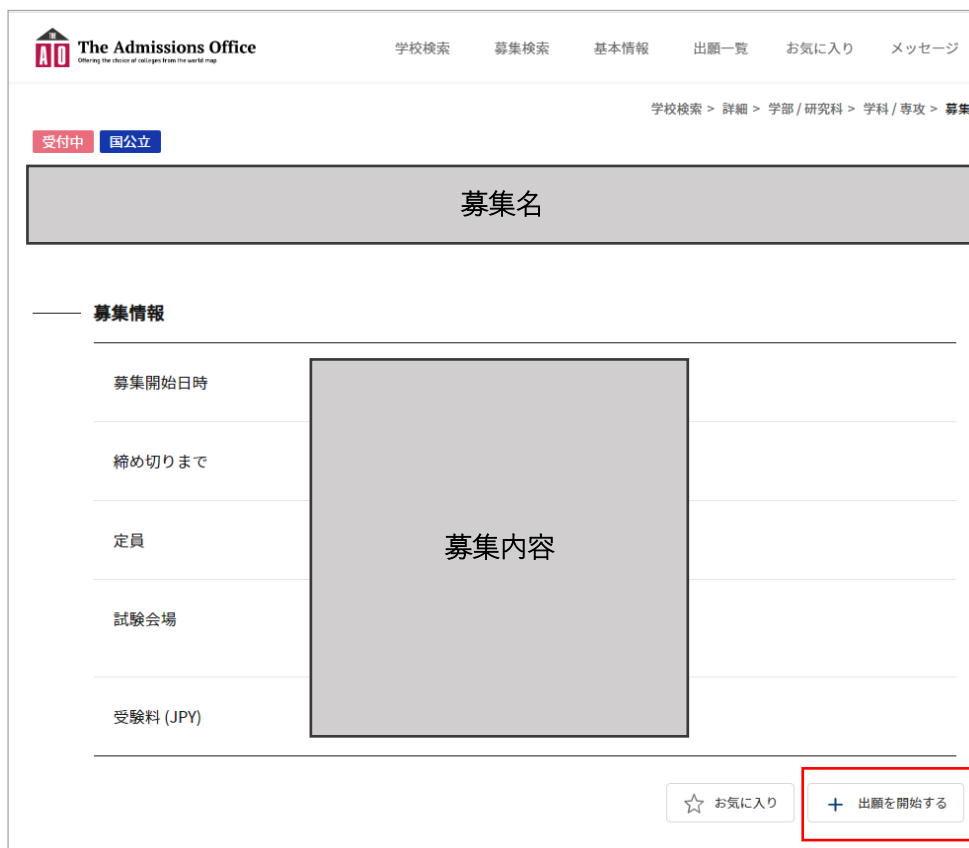 THE
AO
The Admissions Office
Offering the choice of colleges from the world map
学校検索 募集検索 基本情報 出願一覧 お気に入り メッセージ
学校検索 > 詳細 > 学部 / 研究科 > 学科 / 専攻 > 募集
受付中 国公立
募集名
募集情報
募集開始日時
締め切りまで
定員
募集内容
試験会場
受験料 (JPY)
☆ お気に入り + 出願を開始する